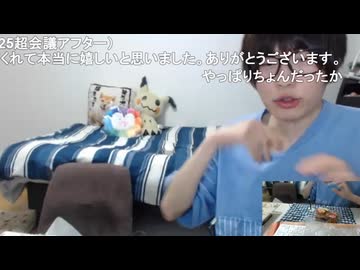 25超会議アフター）
くれて本当に嬉しいと思いました。ありがとうございます。
やっぱりちょんだったか